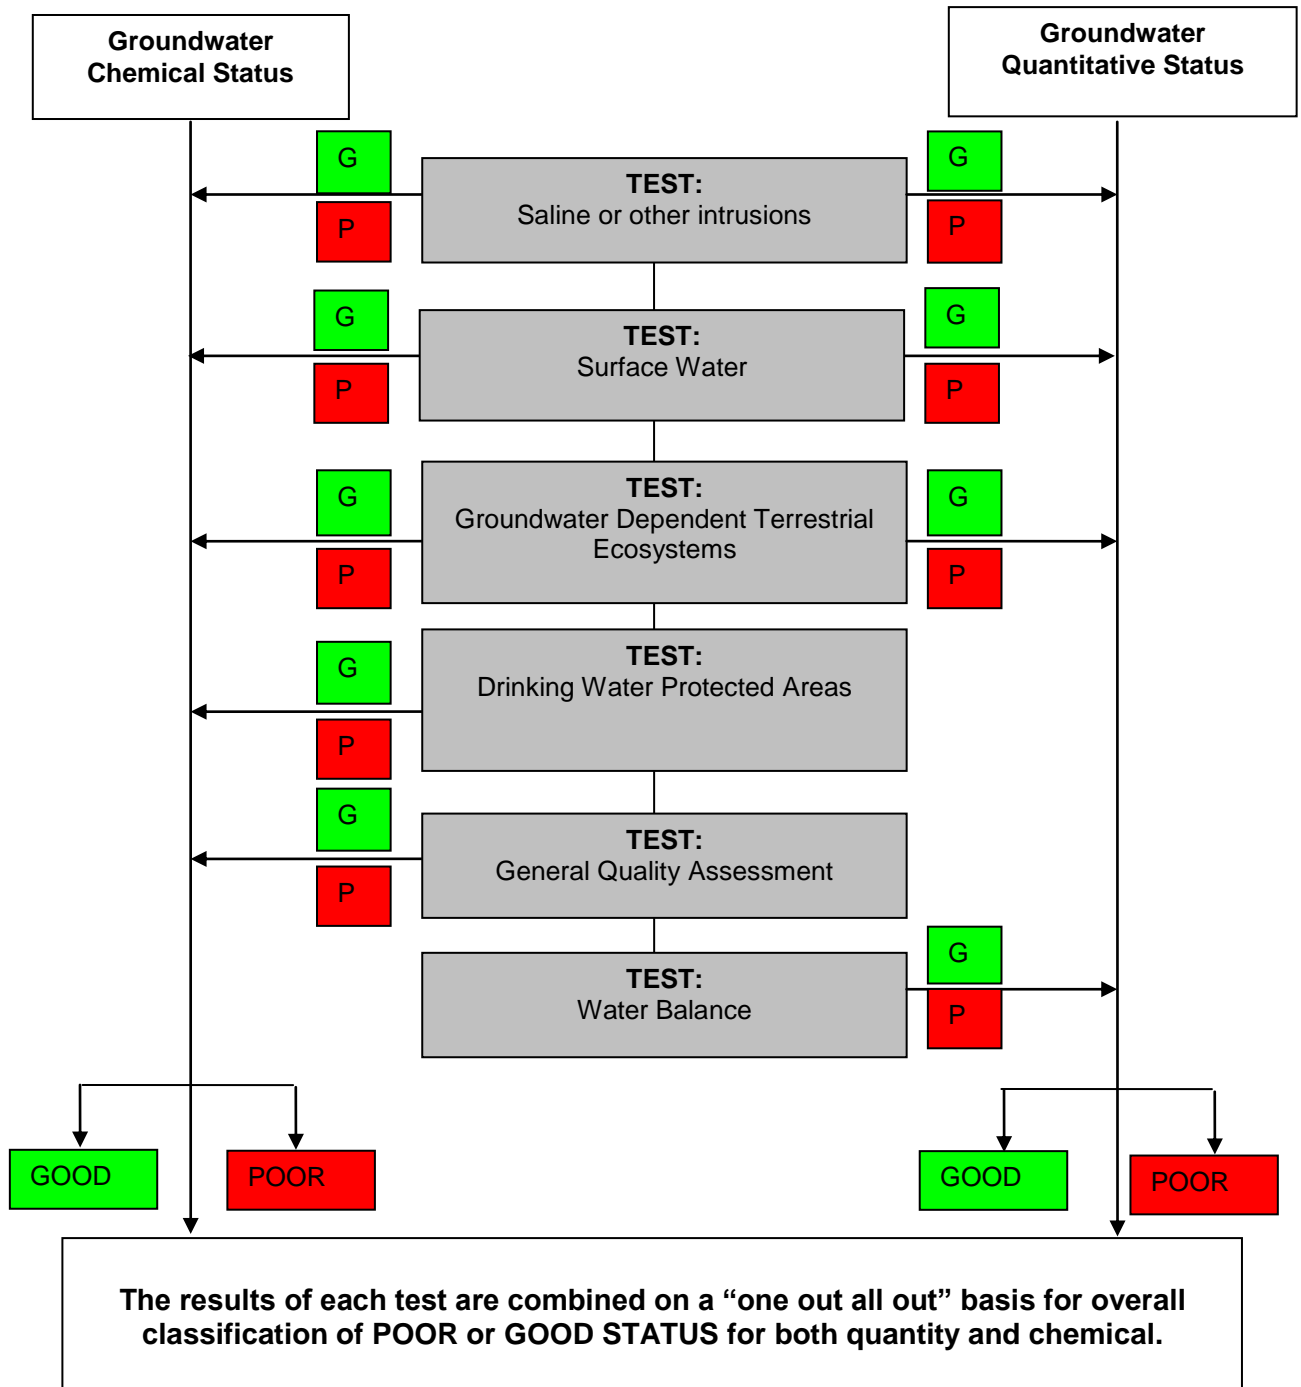 Groundwater
Chemical Status
Groundwater
Quantitative Status
G
P
TEST:
Saline or other intrusions
G
P
G
P
TEST:
Surface Water
G
P
G
P
TEST:
Groundwater Dependent Terrestrial
Ecosystems
G
P
G
P
TEST:
Drinking Water Protected Areas
G
P
TEST:
General Quality Assessment
TEST:
Water Balance
G
P
GOOD
POOR
GOOD
POOR
The results of each test are combined on a “one out all out” basis for overall
classification of POOR or GOOD STATUS for both quantity and chemical.